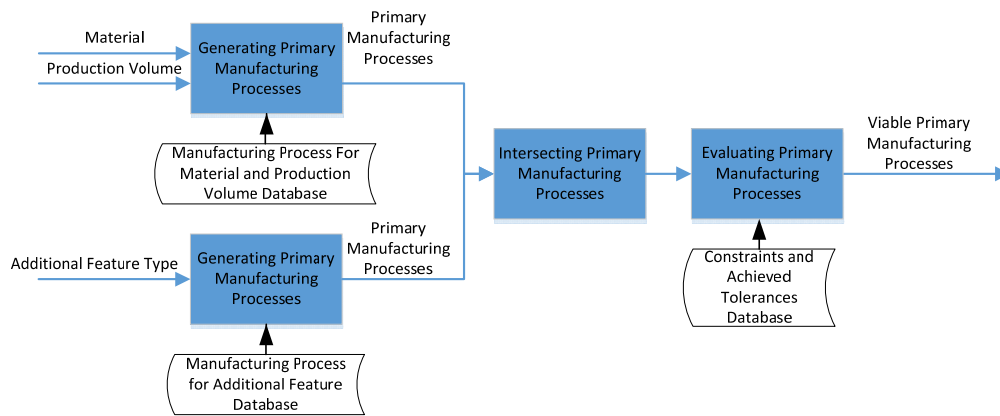 Material
Production Volume
Generating Primary
Manufacturing
Processes
Primary
Manufacturing
Processes
Manufacturing Process For
Material and Production
Volume Database
Additional Feature Type
Generating Primary
Manufacturing
Processes
Primary
Manufacturing
Processes
Manufacturing Process
for Additional Feature
Database
Intersecting Primary
Manufacturing
Processes
Evaluating Primary
Manufacturing
Processes
Constraints and
Achieved
Tolerances
Database
Viable Primary
Manufacturing
Processes